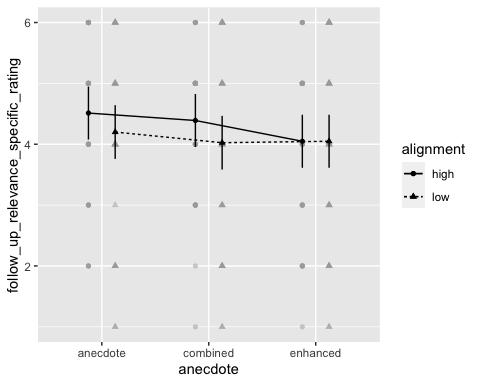 follow_up_relevance_specific_rating
6
4
2
anecdote combined enhanced
anecdote
alignment
high
low